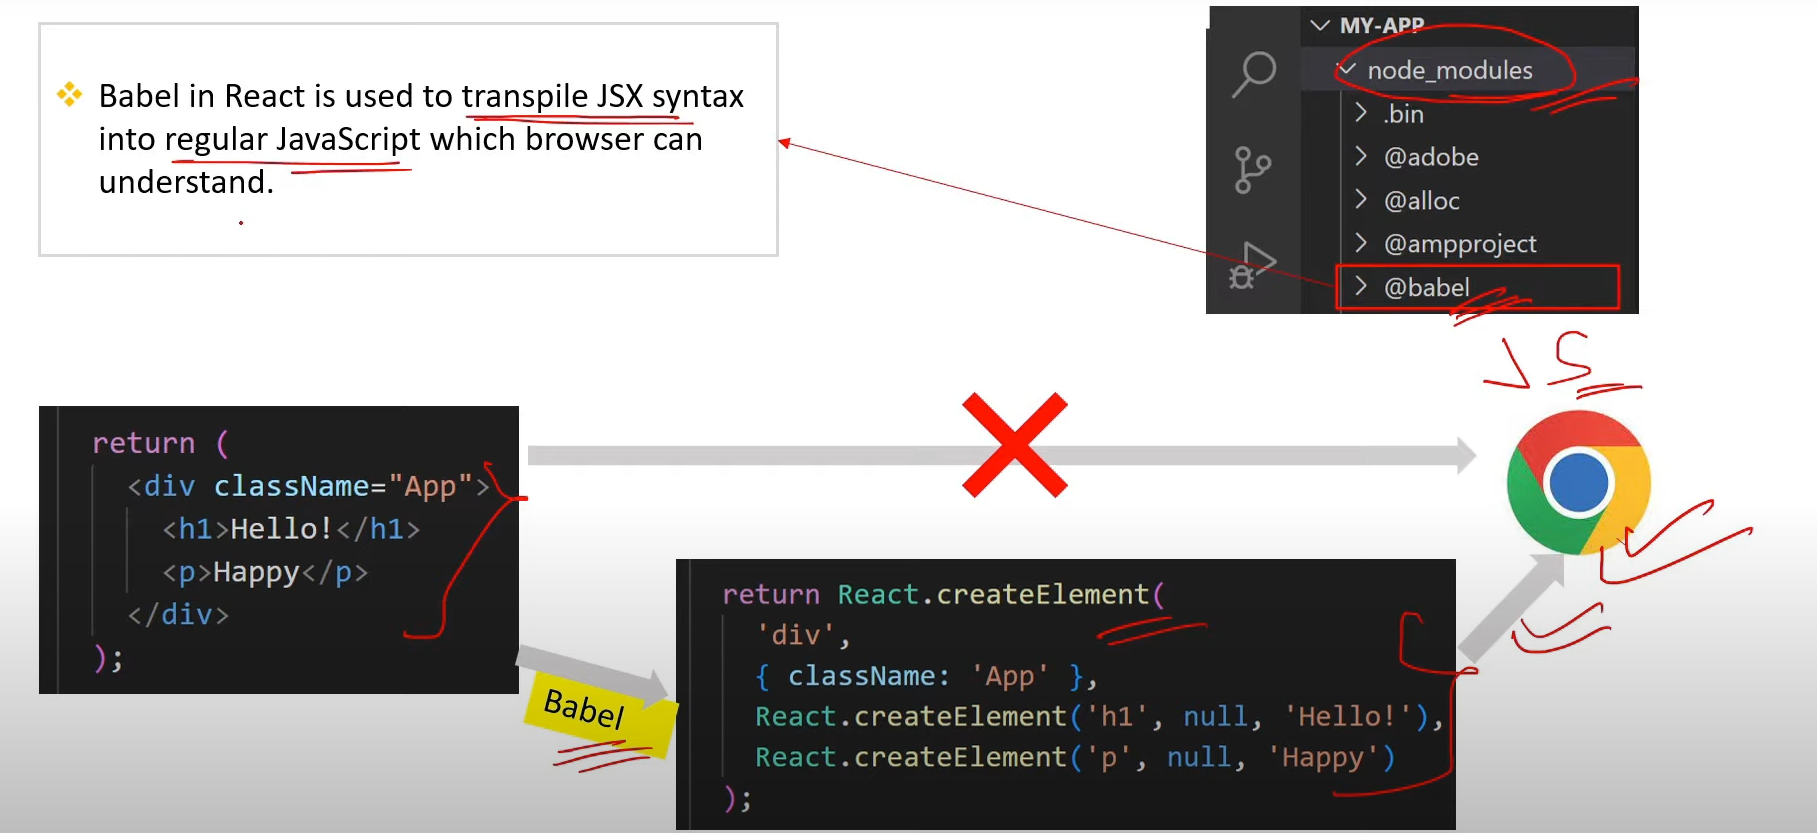 Babel in React is used to transpile JSX syntax
into regular JavaScript which browser can
understand.
MY-APP
node_modules
.bin
@adobe
@alloc
@ampproject
@babel
JS
return (
<div className="App">
<h1>Hello!</h1>
<p>Happy</p>
</div>
);
Babel
return React.createElement(
'div',
{ className: 'App' },
React.createElement('h1', null, 'Hello!'),
React.createElement('p', null, 'Happy')
);